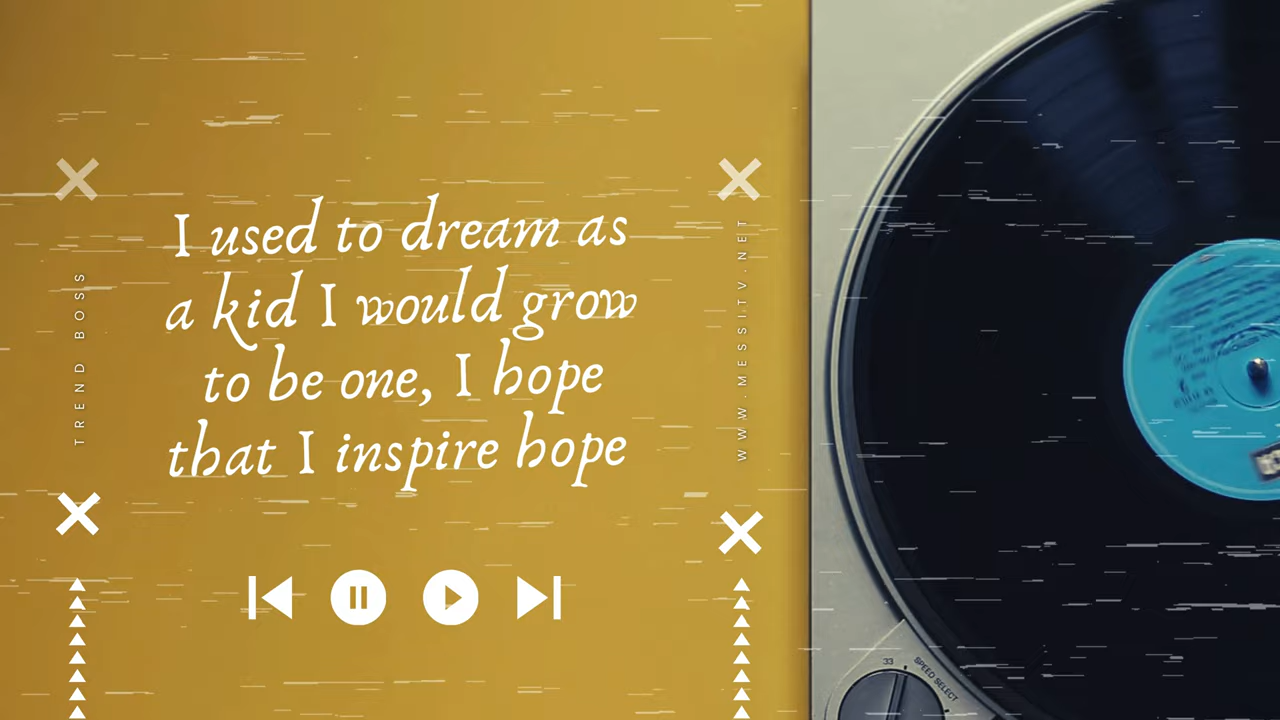 I used to dream as
a kid I would grow
to be one, I hope
that I inspire hope
TREND BOSS
WWW.MESSITV.NET
33
SPEED SELECT